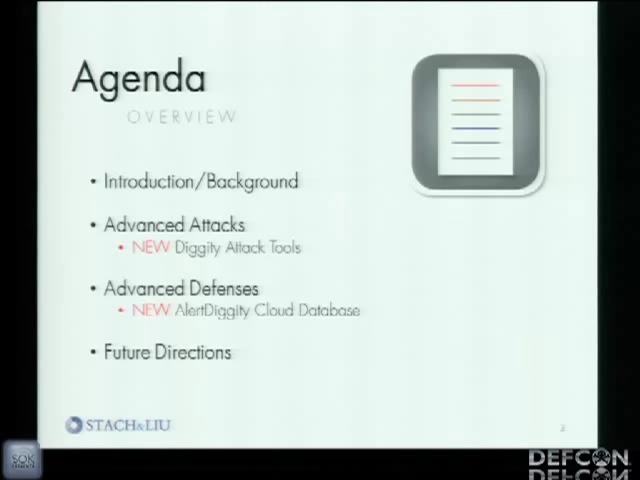 Agenda
OVERVIEW
• Introduction/Background
• Advanced Attacks
• NEW Diggity Attack Tools
• Advanced Defenses
• NEW AlertDiggity Cloud Database
• Future Directions
STACH&LIU
SOK
DEFCON